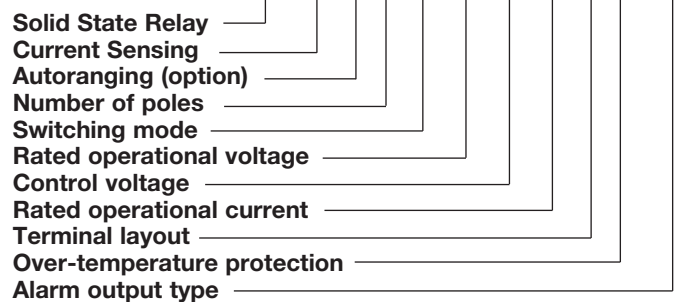 Solid State Relay
Current Sensing
Autoranging (option)
Number of poles
Switching mode
Rated operational voltage
Control voltage
Rated operational current
Terminal layout
Over-temperature protection
Alarm output type